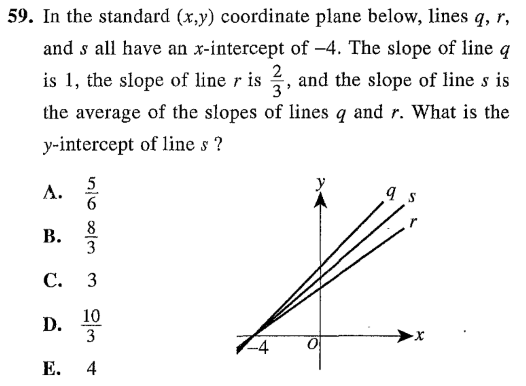 59. In the standard (x,y) coordinate plane below, lines q, r,
and s all have an x-intercept of –4. The slope of line q
is 1, the slope of line r is 2/3, and the slope of line s is
the average of the slopes of lines q and r. What is the
y-intercept of line s ?
A. 5/6
B. 8/3
C. 3
D. 10/3
E. 4
y
q s
r
x
–4 O